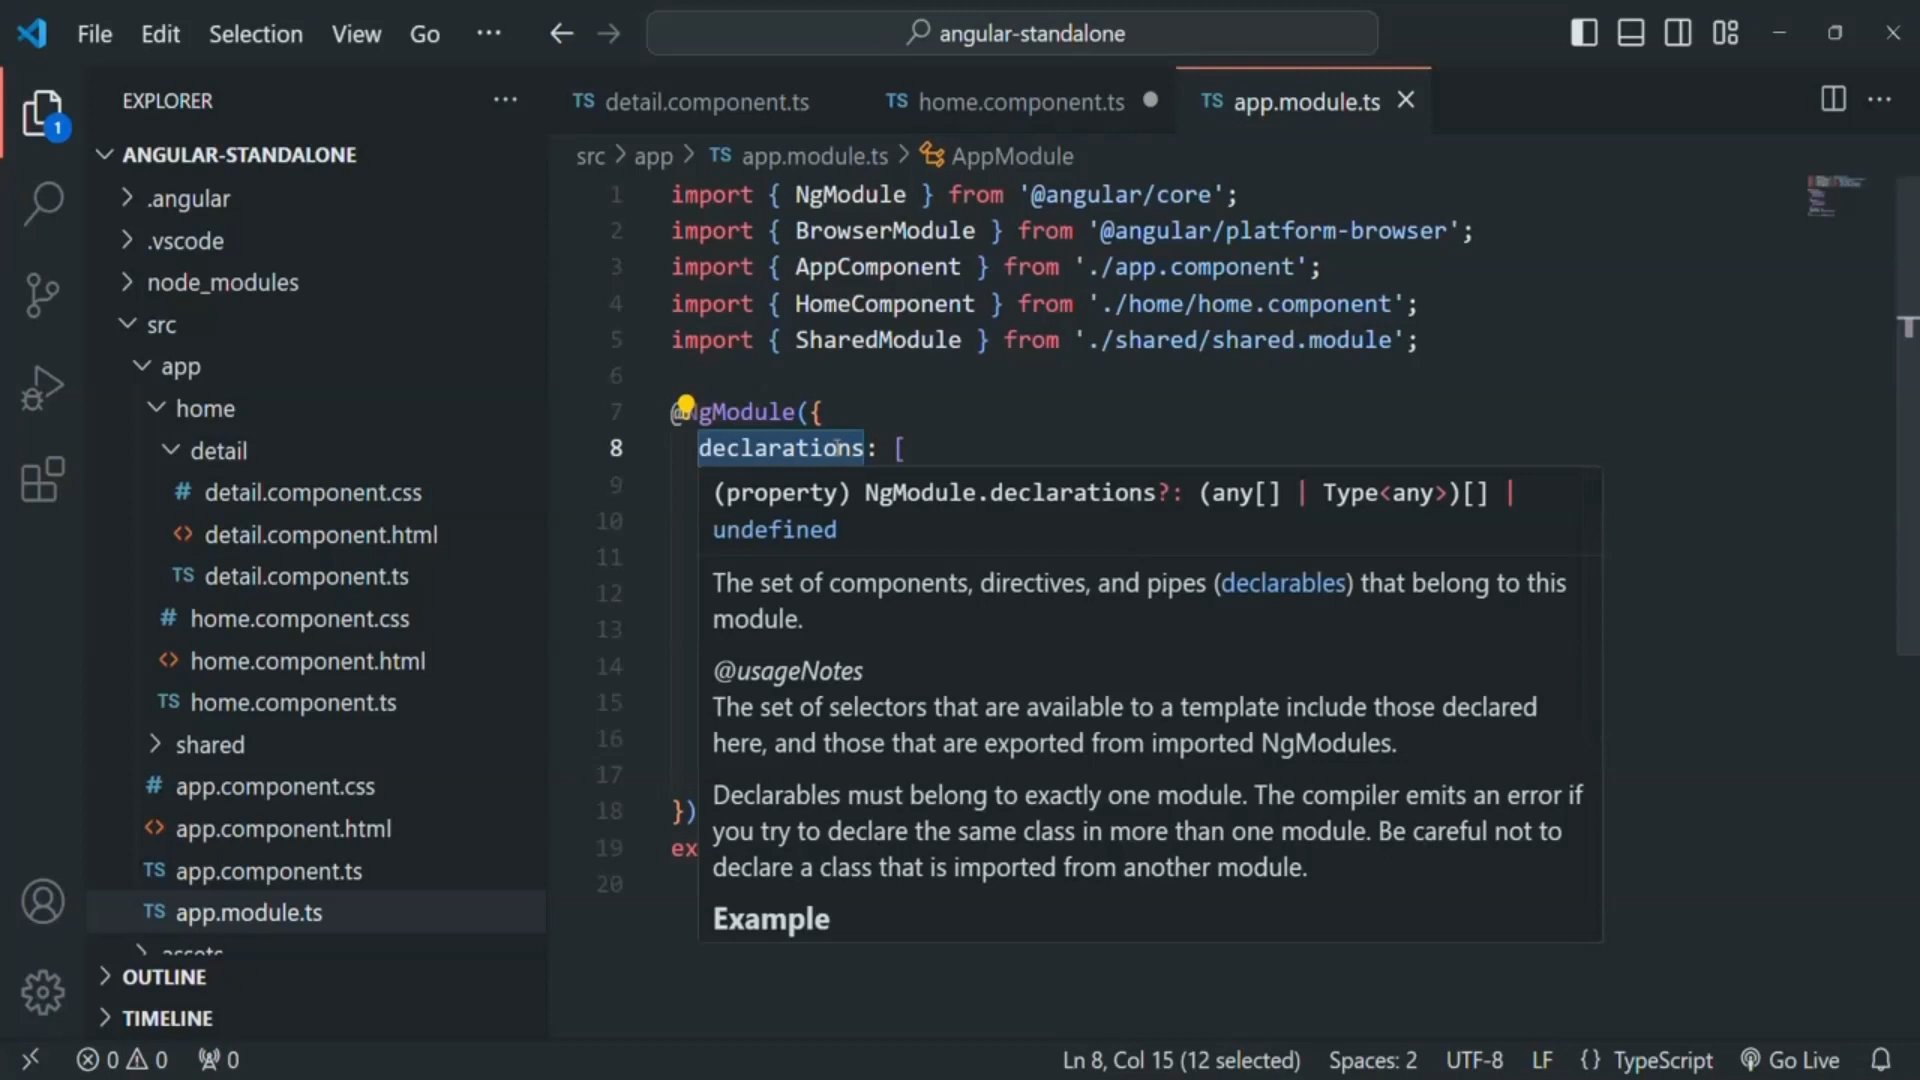 File Edit Selection View Go ··· angular-standalone
EXPLORER ···
TS detail.component.ts TS home.component.ts TS app.module.ts ···
1
ANGULAR-STANDALONE
src > app > TS app.module.ts > AppModule
.angular
.vscode
node_modules
src
app
home
detail
# detail.component.css
<> detail.component.html
TS detail.component.ts
# home.component.css
<> home.component.html
TS home.component.ts
shared
# app.component.css
<> app.component.html
TS app.component.ts
TS app.module.ts
assets
OUTLINE
TIMELINE
1 import { NgModule } from '@angular/core';
2 import { BrowserModule } from '@angular/platform-browser';
3 import { AppComponent } from './app.component';
4 import { HomeComponent } from './home/home.component';
5 import { SharedModule } from './shared/shared.module';
6
7 @NgModule({
8 declarations: [
9
10
11
12
13
14
15
16
17
18 })
19 ex
20
(property) NgModule.declarations?: (any[] | Type<any>)[] |
undefined
The set of components, directives, and pipes (declarables) that belong to this
module.
@usageNotes
The set of selectors that are available to a template include those declared
here, and those that are exported from imported NgModules.
Declarables must belong to exactly one module. The compiler emits an error if
you try to declare the same class in more than one module. Be careful not to
declare a class that is imported from another module.
Example
0 0 0 Ln 8, Col 15 (12 selected) Spaces: 2 UTF-8 LF {} TypeScript Go Live